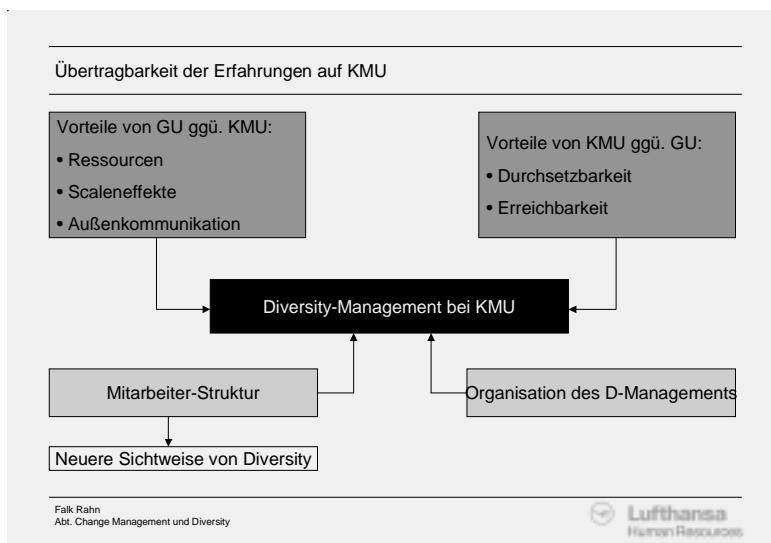 Übertragbarkeit der Erfahrungen auf KMU
Vorteile von GU ggü. KMU:
• Ressourcen
• Scaleneffekte
• Außenkommunikation
Vorteile von KMU ggü. GU:
• Durchsetzbarkeit
• Erreichbarkeit
Diversity-Management bei KMU
Mitarbeiter-Struktur
Organisation des D-Managements
Neuere Sichtweise von Diversity
Falk Rahn
Abt. Change Management und Diversity
Lufthansa
Human Resources